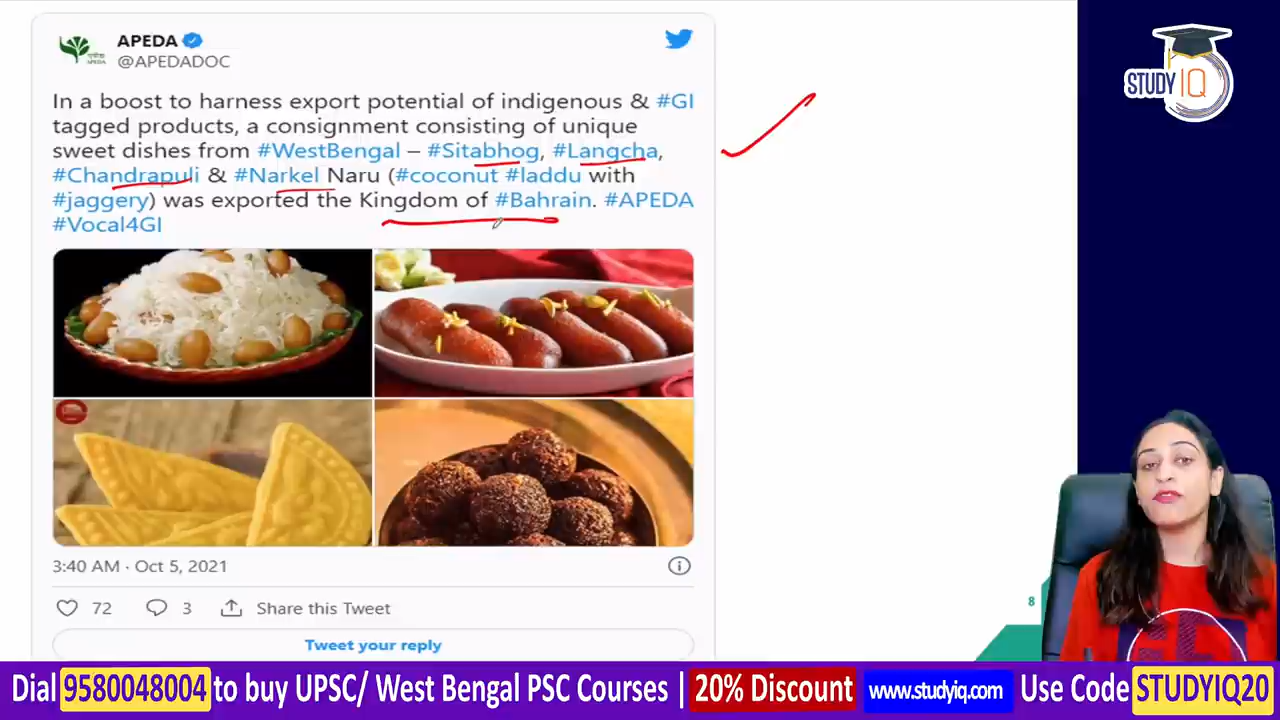 APEDA
@APEDADOC
In a boost to harness export potential of indigenous & #GI
tagged products, a consignment consisting of unique
sweet dishes from #WestBengal – #Sitabhog, #Langcha,
#Chandrapuli & #Narkel Naru (#coconut #laddu with
#jaggery) was exported the Kingdom of #Bahrain. #APEDA
#Vocal4GI
3:40 AM · Oct 5, 2021
72
3
Share this Tweet
Tweet your reply
8
STUDY IQ
Dial 9580048004 to buy UPSC/ West Bengal PSC Courses | 20% Discount www.studyiq.com Use Code STUDYIQ20